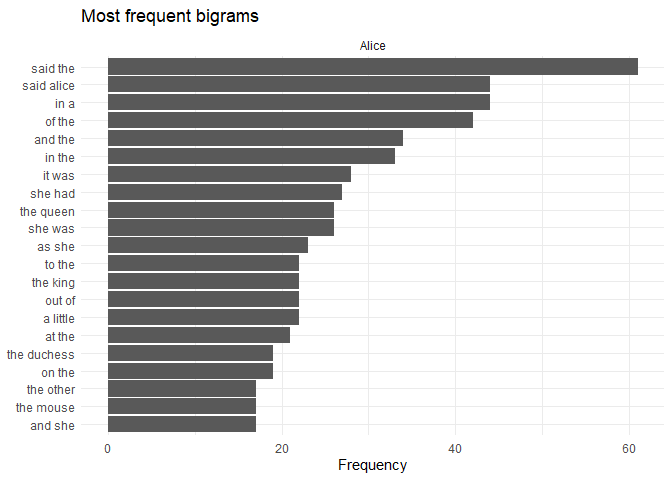 Most frequent bigrams
Alice
said the
said alice
in a
of the
and the
in the
it was
she had
the queen
she was
as she
to the
the king
out of
a little
at the
the duchess
on the
the other
the mouse
and she
0 20 40 60
Frequency